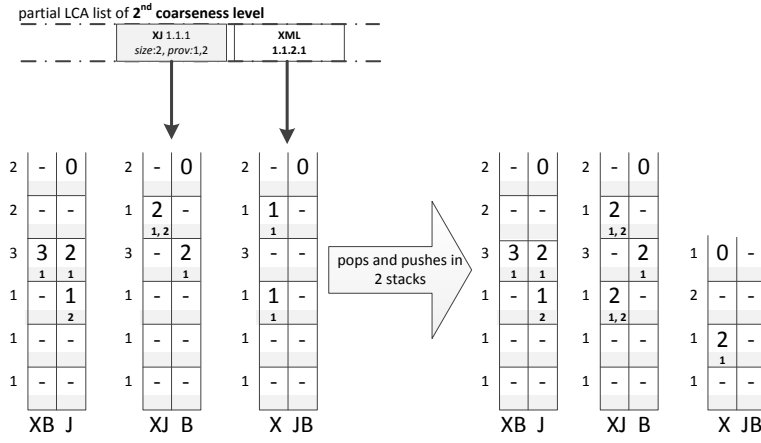 partial LCA list of 2nd coarseness level
XJ 1.1.1 XML
size:2, prov:1,2 1.1.2.1
2 - 0 2 - 0 2 - 0 2 - 0 2 - 0
2 - - 1 2 - 1 1 - 2 - - 1 2 -
1, 2 1 1, 2
3 3 2 3 - 2 3 - - 3 3 2 3 - 2 1 0 -
1 1 1 1 1 1
pops and pushes in
2 stacks
1 - 1 1 - - 1 1 - 1 - 1 1 2 - 2 - -
2 1 2 1, 2
1 - - 1 - - 1 - - 1 - - 1 - - 1 2 -
1
1 - - 1 - - 1 - - 1 - - 1 - - 1 - -
XB J XJ B X JB XB J XJ B X JB